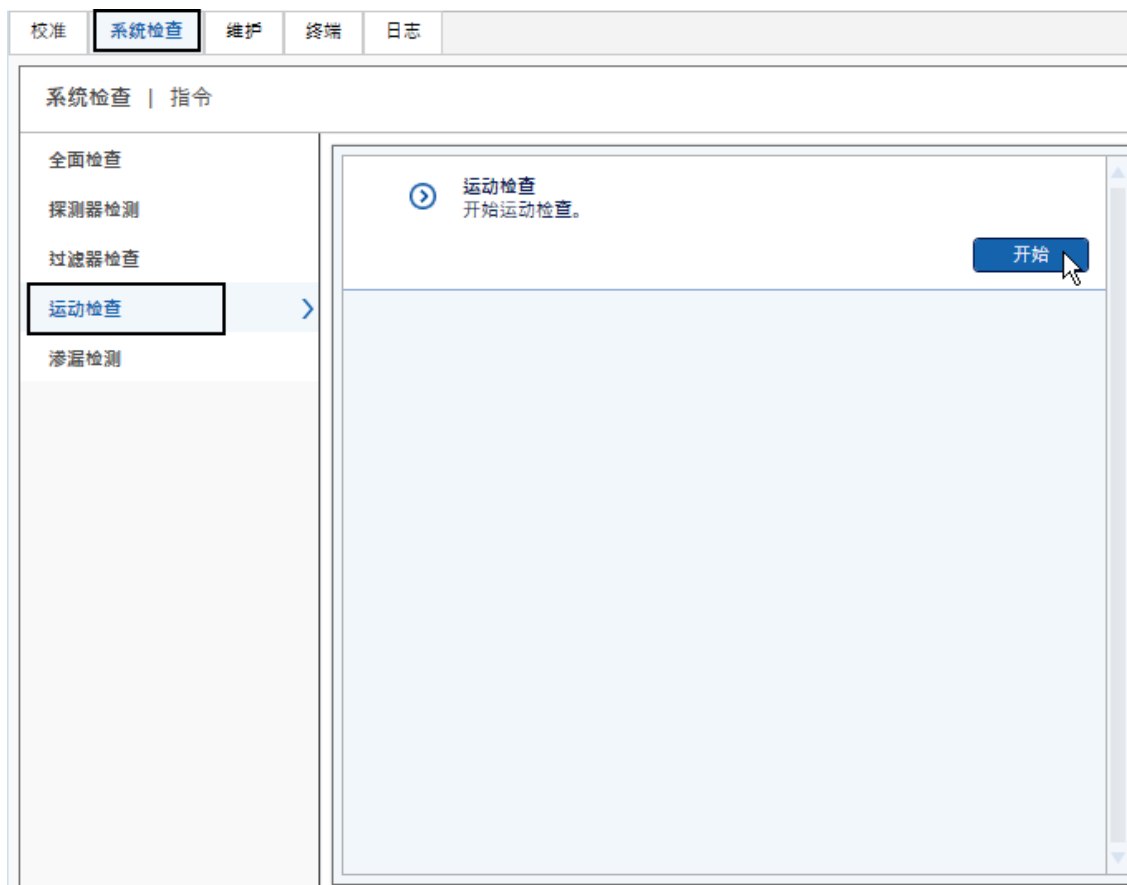 校准 系统检查 维护 终端 日志
系统检查 | 指令
全面检查
探测器检测
过滤器检查
运动检查
渗漏检测
运动检查
开始运动检查。
开始